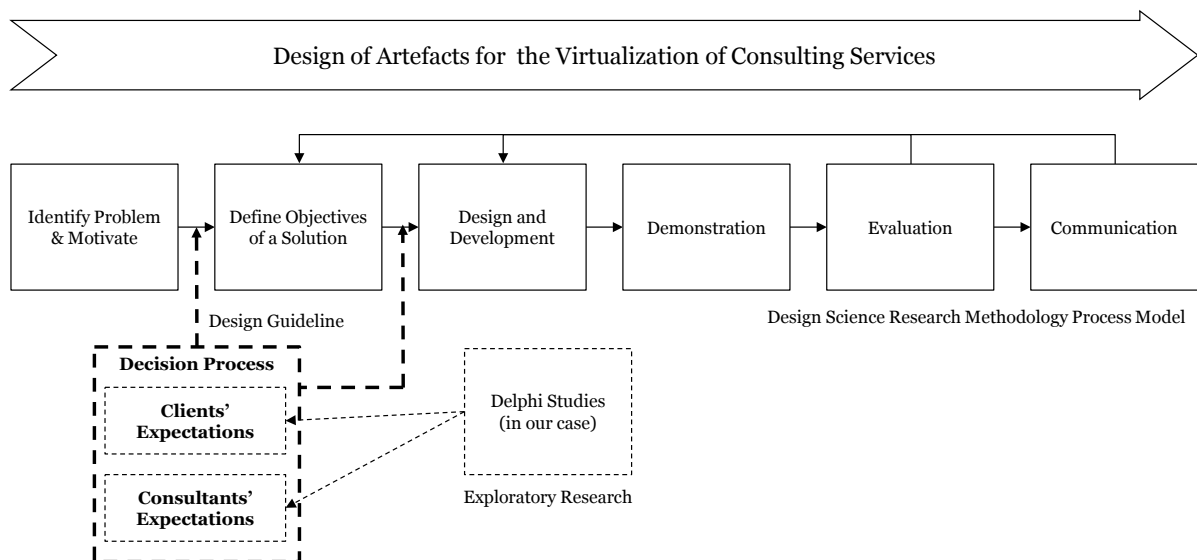 Design of Artefacts for the Virtualization of Consulting Services
Identify Problem
& Motivate
Define Objectives
of a Solution
Design and
Development
Demonstration
Evaluation
Communication
Design Guideline
Design Science Research Methodology Process Model
Decision Process
Clients’
Expectations
Consultants’
Expectations
Delphi Studies
(in our case)
Exploratory Research